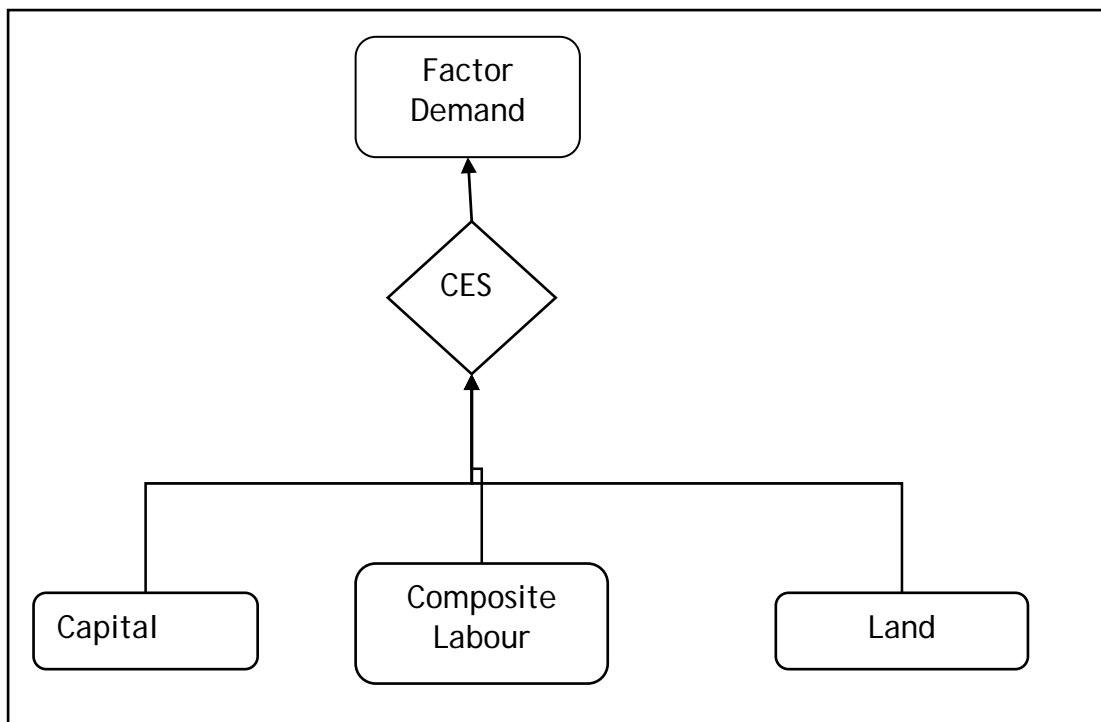 Factor
Demand
CES
Capital
Composite
Labour
Land